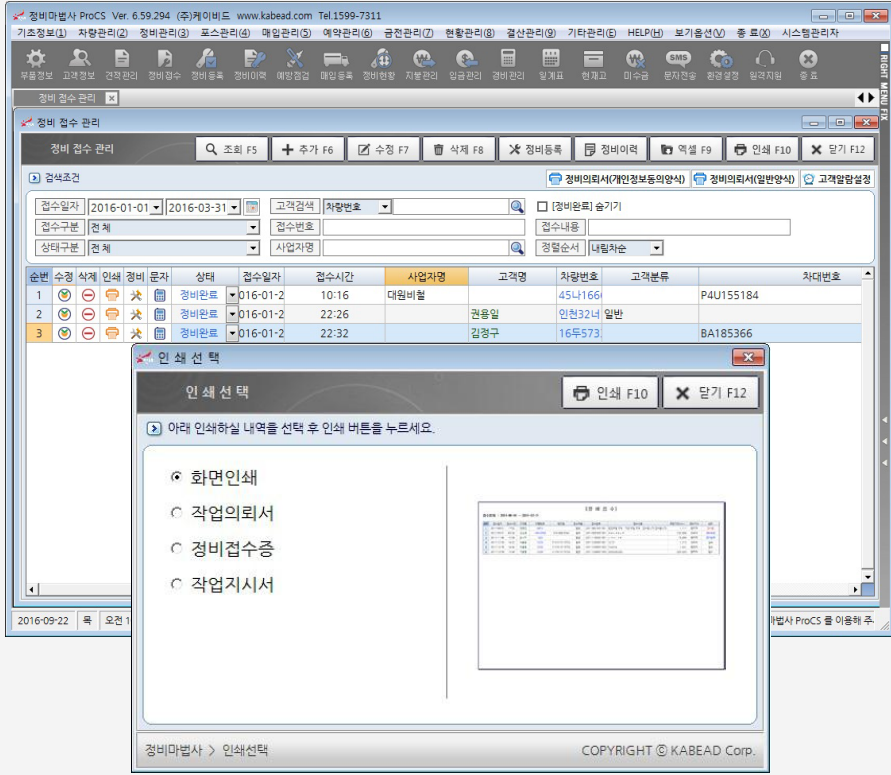 정비마법사 ProCS Ver. 6.59.294 (주)케이비드 www.kabead.com Tel.1599-7311
기초정보(1) 차량관리(2) 정비관리(3) 포스관리(4) 매입관리(5) 예약관리(6) 금전관리(7) 현황관리(8) 결산관리(9) 기타관리(E) HELP(H) 보기옵션(V) 종 료(X) 시스템관리자
부품정보 고객정보 견적관리 정비접수 정비등록 정비이력 예방점검 매입등록 정비현황 지불관리 입금관리 경비관리 일계표 현재고 미수금 문자전송 환경설정 원격지원 종 료
SMS
RIGHT MENU FIX
정비 접수 관리
정비 접수 관리
정비 접수 관리 조회 F5 추가 F6 수정 F7 삭제 F8 정비등록 정비이력 엑셀 F9 인쇄 F10 닫기 F12
검색조건 정비의뢰서(개인정보동의양식) 정비의뢰서(일반양식) 고객알람설정
접수일자 2016-01-01 2016-03-31 고객검색 차량번호 [정비완료] 숨기기
접수구분 전체 접수번호 접수내용
상태구분 전체 사업자명 정렬순서 내림차순
순번 수정 삭제 인쇄 정비 문자 상태 접수일자 접수시간 사업자명 고객명 차량번호 고객분류 차대번호
1 정비완료 016-01-2 10:16 대원비철 45나166 P4U155184
2 정비완료 016-01-2 22:26 권용일 인천32너 일반
3 정비완료 016-01-2 22:32 김정구 16두573 BA185366
인 쇄 선 택
인 쇄 선 택 인쇄 F10 닫기 F12
아래 인쇄하실 내역을 선택 후 인쇄 버튼을 누르세요.
화면인쇄
작업의뢰서
정비접수증
작업지시서
[정 비 접 수]
정비마법사 > 인쇄선택 COPYRIGHT ⓒ KABEAD Corp.
2016-09-22 목 오전 1 마법사 ProCS 를 이용해 주